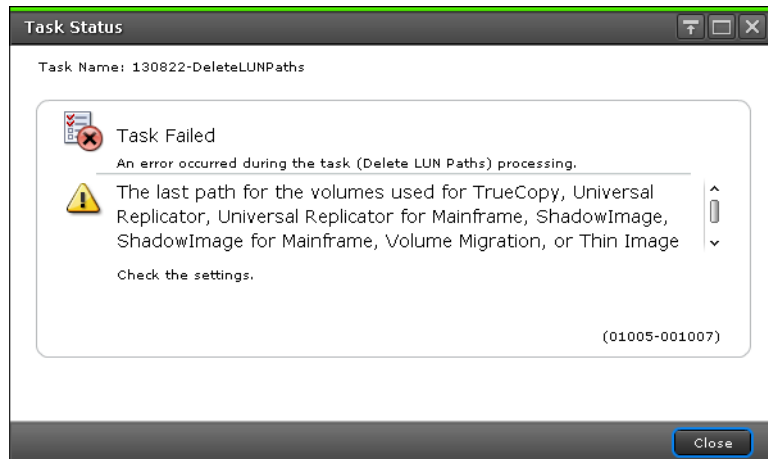 Task Status
Task Name: 130822-DeleteLUNPaths
Task Failed
An error occurred during the task (Delete LUN Paths) processing.
The last path for the volumes used for TrueCopy, Universal
Replicator, Universal Replicator for Mainframe, ShadowImage,
ShadowImage for Mainframe, Volume Migration, or Thin Image
Check the settings.
(01005-001007)
Close